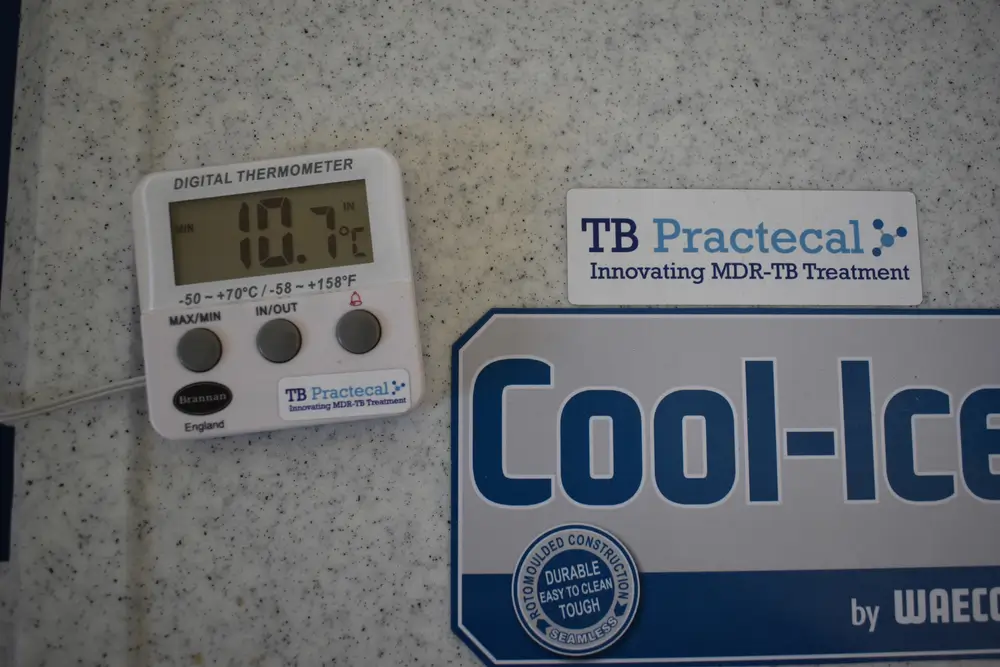 DIGITAL THERMOMETER
MIN
10.7
IN
°C
-50 ~ +70°C / -58 ~ +158°F
MAX/MIN
IN/OUT
Brannan
England
TB Practecal
Innovating MDR-TB Treatment
TB Practecal
Innovating MDR-TB Treatment
Cool-Ice
ROTOMOULDED CONSTRUCTION
DURABLE
EASY TO CLEAN
TOUGH
SEAMLESS
by WAECO